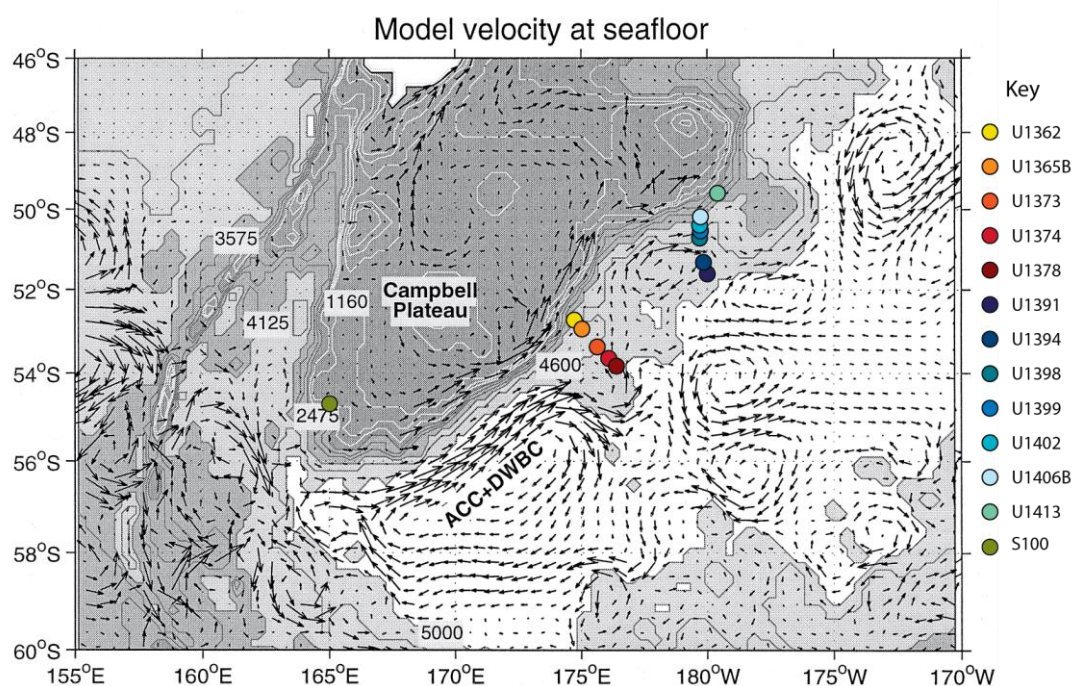 Model velocity at seafloor
46°S
48°S
50°S
52°S
54°S
56°S
58°S
60°S
155°E
160°E
165°E
170°E
175°E
180°W
175°W
170°W
3575
4125
1160
Campbell
Plateau
4600
2475
ACC+DWBC
5000
Key
U1362
U1365B
U1373
U1374
U1378
U1391
U1394
U1398
U1399
U1402
U1406B
U1413
S100